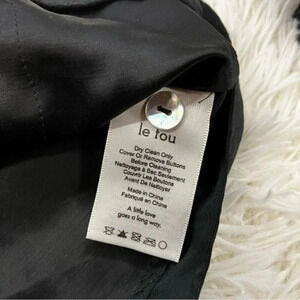 le lou
Dry Clean Only
Cover Or Remove Buttons
Before Cleaning
Nettoyage à Sec Seulement
Couvrir Les Boutons
Avant De Nettoyer
Made in China
Fabriqué en Chine
A little love
goes a long way.